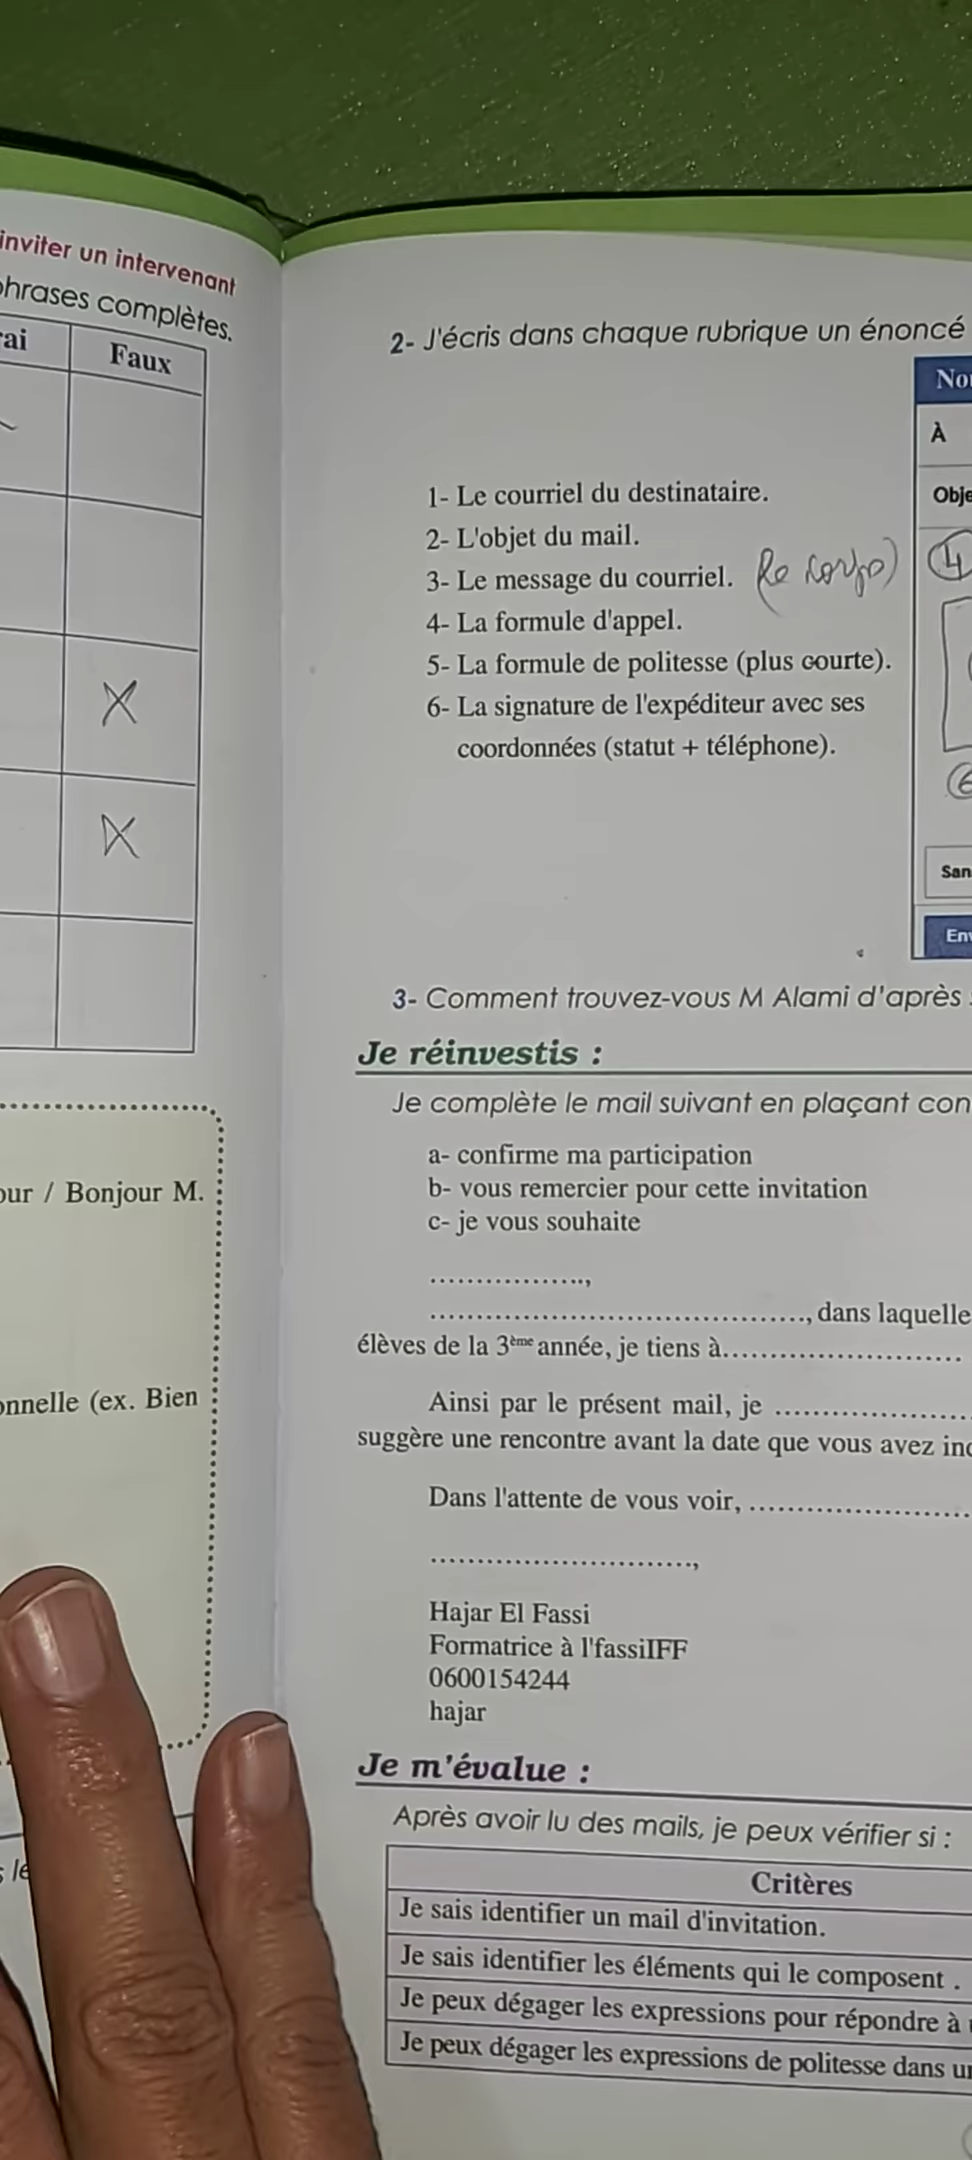 inviter un intervenant
phrases complètes.
Faux
our / Bonjour M.
onnelle (ex. Bien
2- J'écris dans chaque rubrique un énoncé
À
Obje
1- Le courriel du destinataire.
2- L'objet du mail.
3- Le message du courriel. (le corps)
4
4- La formule d'appel.
5- La formule de politesse (plus courte).
6- La signature de l'expéditeur avec ses
coordonnées (statut + téléphone).
6
San
Env
3- Comment trouvez-vous M Alami d'après
Je réinvestis :
Je complète le mail suivant en plaçant con
a- confirme ma participation
b- vous remercier pour cette invitation
c- je vous souhaite
..................,
........................................, dans laquelle
élèves de la 3ème année, je tiens à..........................
Ainsi par le présent mail, je .....................
suggère une rencontre avant la date que vous avez ind
Dans l'attente de vous voir, ........................
............................,
Hajar El Fassi
Formatrice à l'fassiIFF
0600154244
hajar
Je m'évalue :
Après avoir lu des mails, je peux vérifier si :
Critères
Je sais identifier un mail d'invitation.
Je sais identifier les éléments qui le composent .
Je peux dégager les expressions pour répondre à
Je peux dégager les expressions de politesse dans un